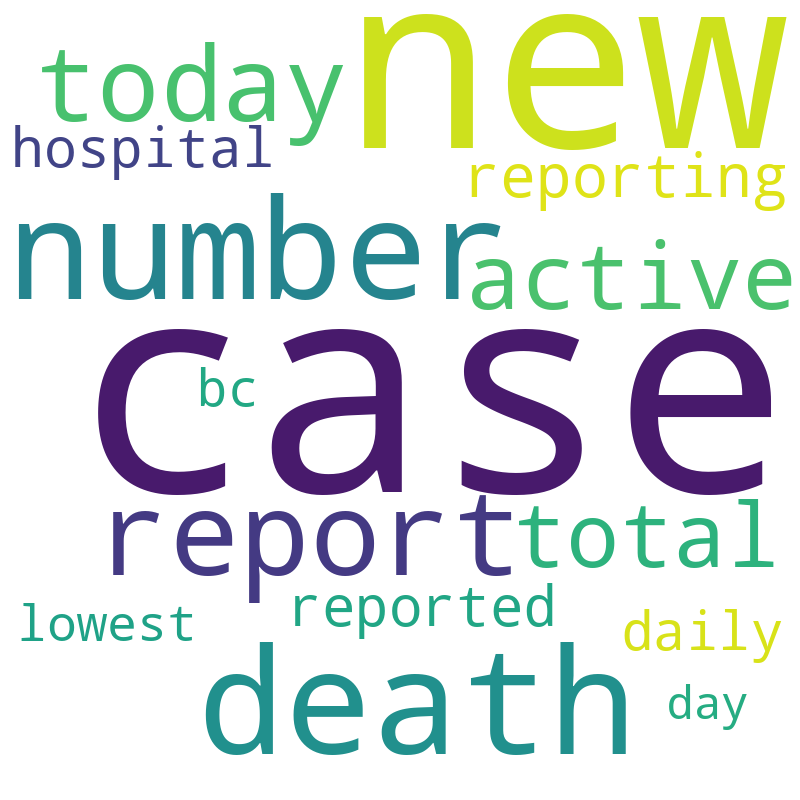 new
today
hospital
reporting
number
active
case
bc
report
total
reported
lowest
daily
death
day